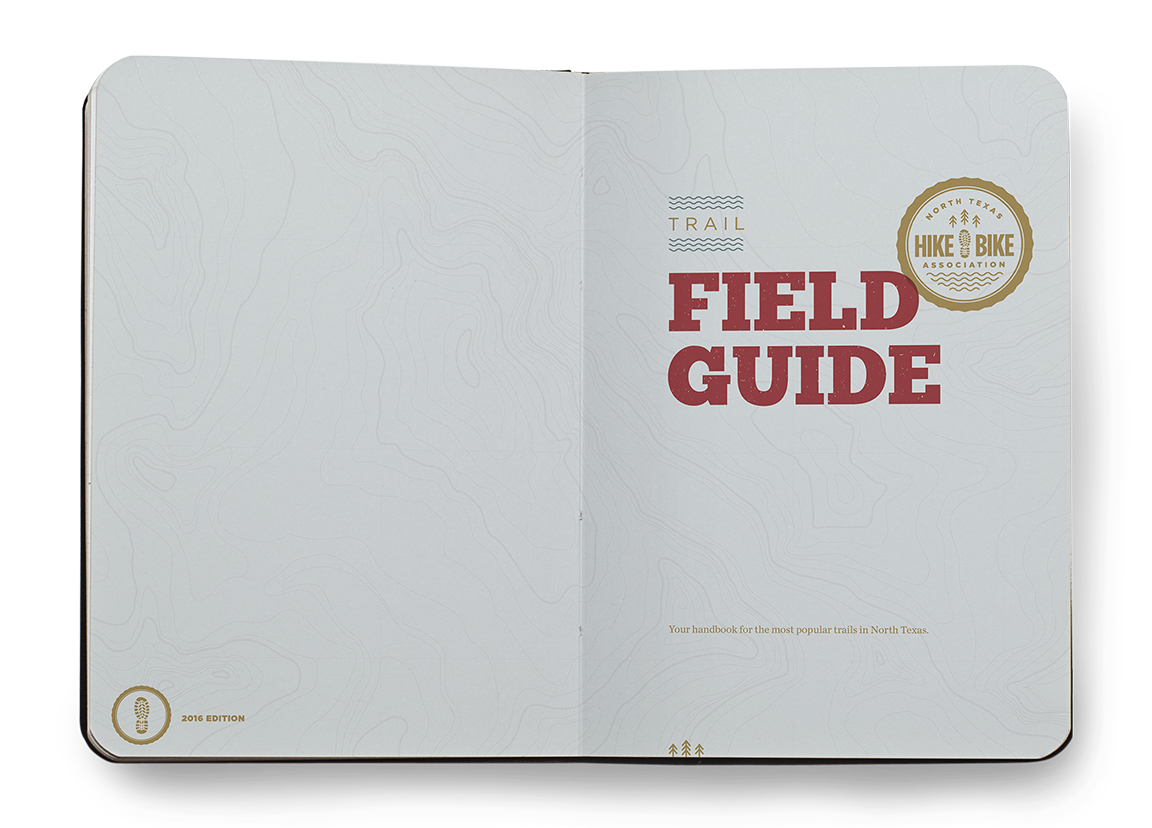 2016 EDITION
TRAIL
NORTH TEXAS
HIKE BIKE
ASSOCIATION
FIELD
GUIDE
Your handbook for the most popular trails in North Texas.